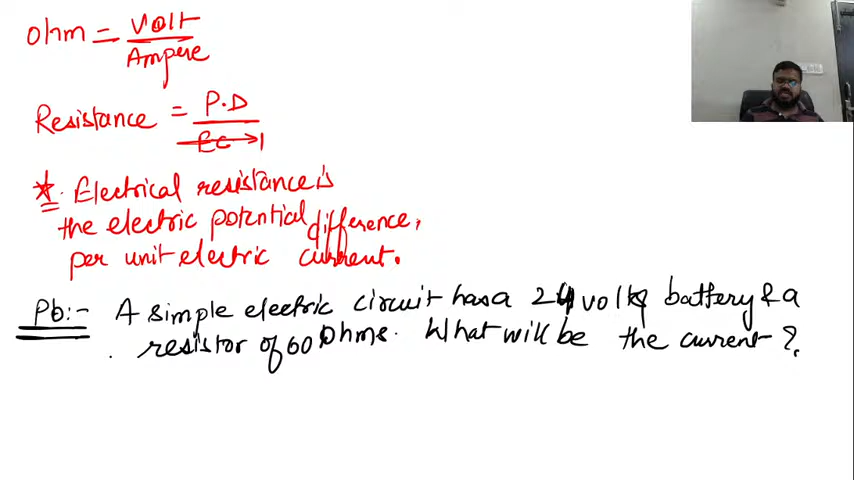 Ohm = Volt / Ampere
Resistance = P.D / EC → 1
* Electrical resistance is
the electric potential difference,
per unit electric current.
Pb:- A simple electric circuit has a 24 volts battery & a
resistor of 60 Ohms. What will be the current ?